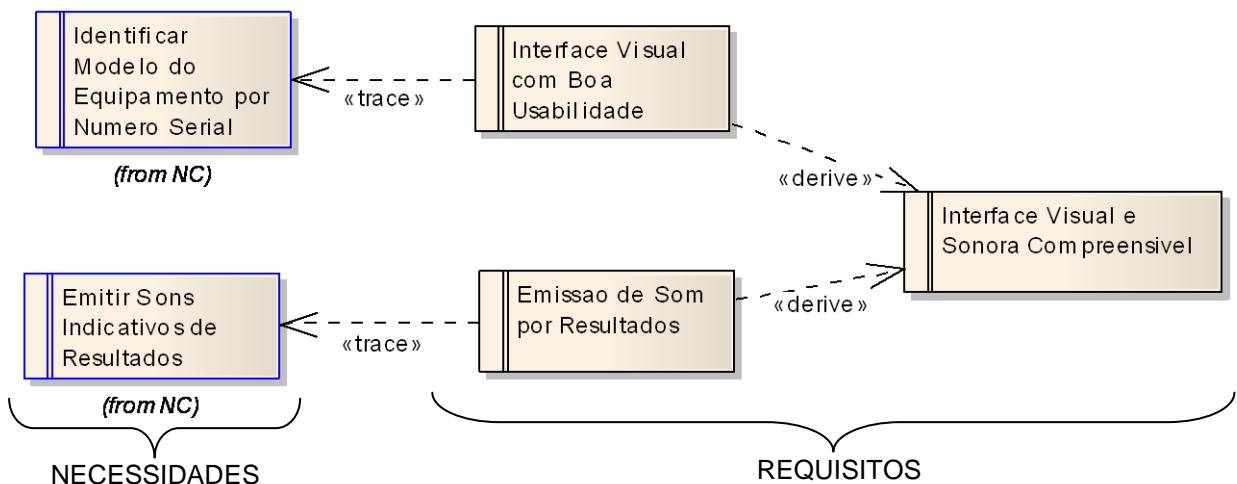 Identificar
Modelo do
Equipamento por
Numero Serial
(from NC)
«trace»
Interface Visual
com Boa
Usabilidade
«derive»
Interface Visual e
Sonora Compreensivel
Emitir Sons
Indicativos de
Resultados
(from NC)
«trace»
Emissao de Som
por Resultados
«derive»
NECESSIDADES
REQUISITOS